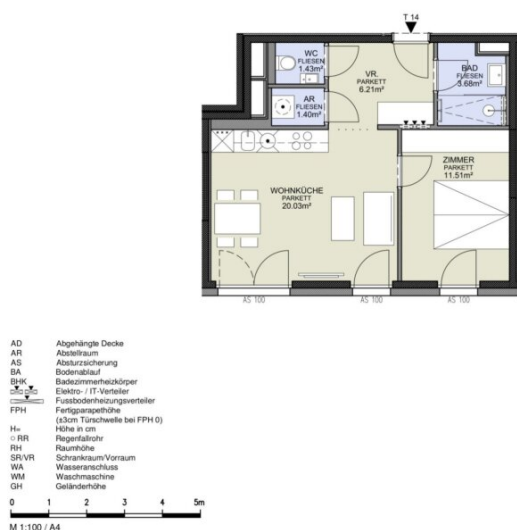 T 14
WC
FLIESEN
1.43m²
VR.
PARKETT
6.21m²
BAD
FLIESEN
3.68m²
AR
FLIESEN
1.40m²
ZIMMER
PARKETT
11.51m²
WOHNKÜCHE
PARKETT
20.03m²
AS 100
AS 100
AS 100
AD Abgehängte Decke
AR Abstellraum
AS Absturzsicherung
BA Bodenablauf
BHK Badezimmerheizkörper
Elektro- / IT-Verteiler
Fussbodenheizungsverteiler
FPH Fertigparapethöhe
(±3cm Türschwelle bei FPH 0)
H= Höhe in cm
○ RR Regenfallrohr
RH Raumhöhe
SR/VR Schrankraum/Vorraum
WA Wasseranschluss
WM Waschmaschine
GH Geländerhöhe
0 1 2 3 4 5m
M 1:100 / A4